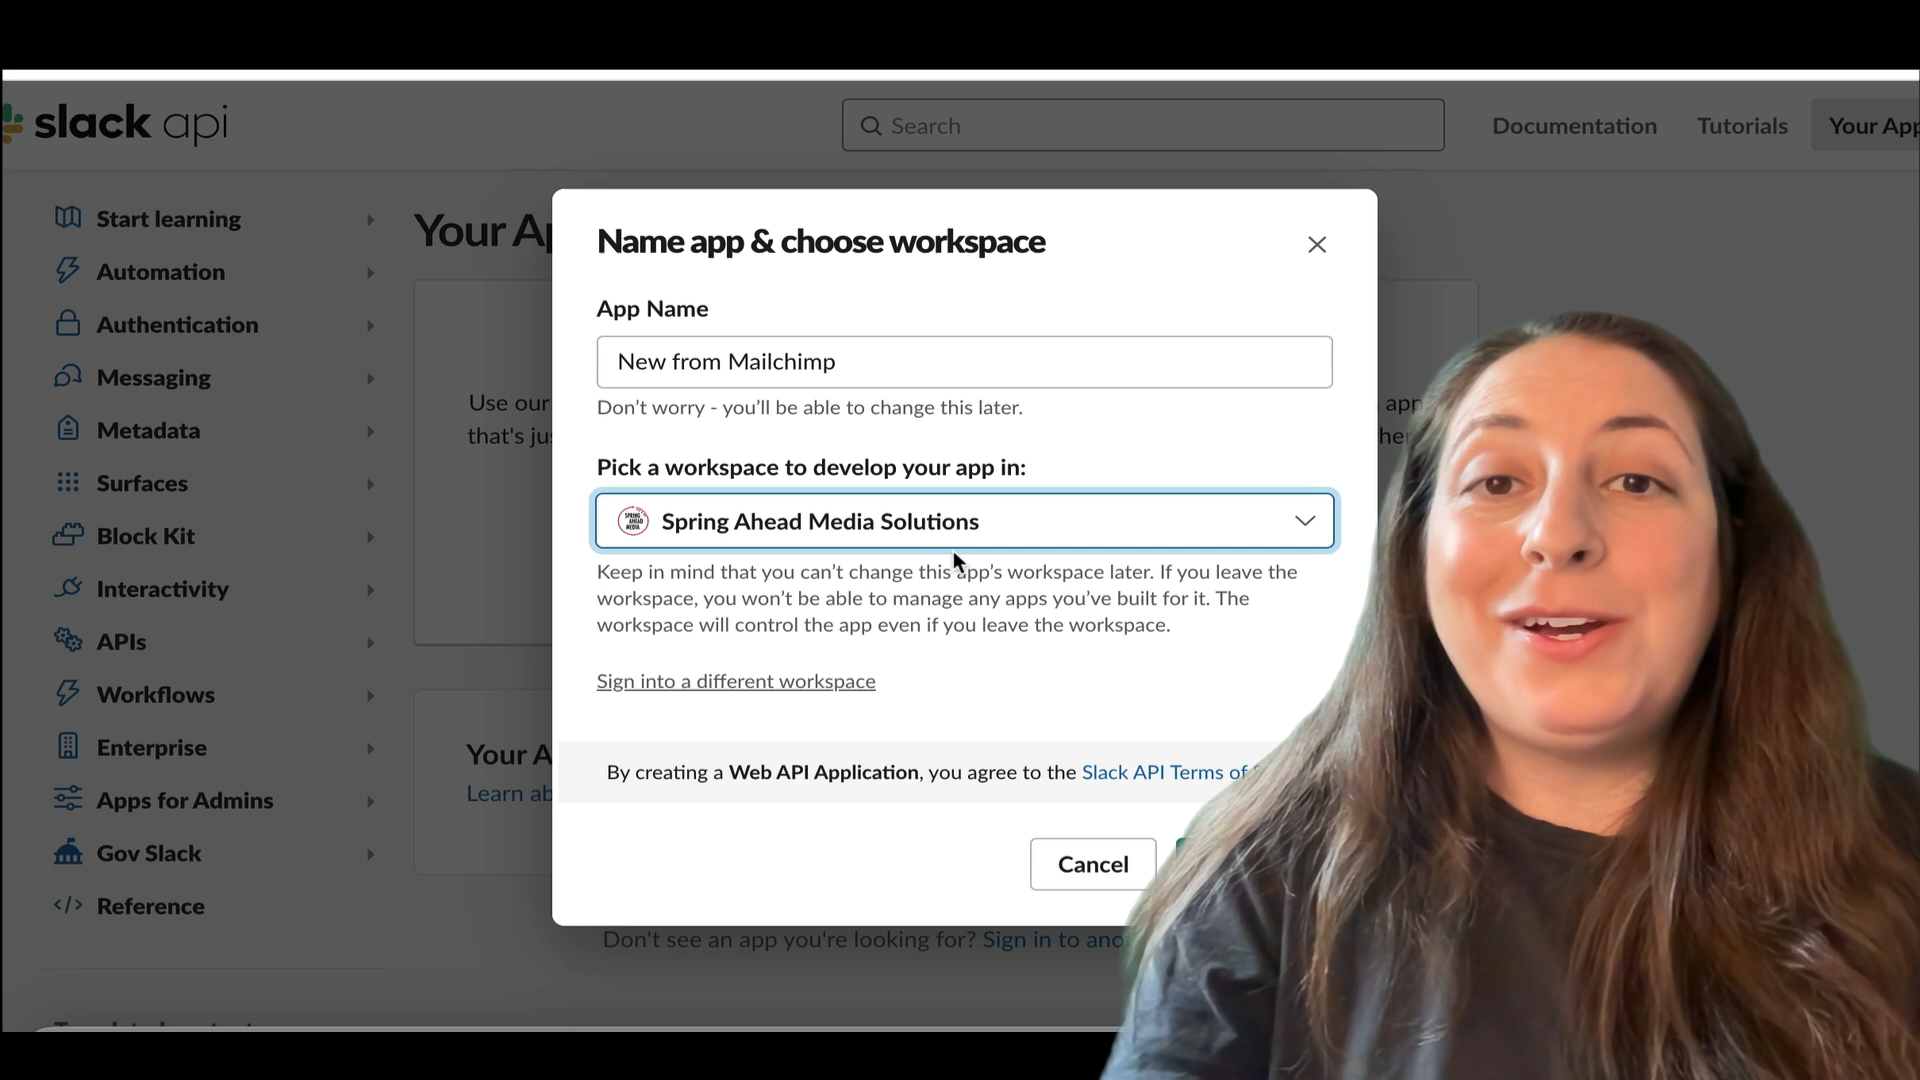 slack api
Search
Documentation
Tutorials
Your App
Start learning
Automation
Authentication
Messaging
Metadata
Surfaces
Block Kit
Interactivity
APIs
Workflows
Enterprise
Apps for Admins
Gov Slack
Reference
Your Ap
Use our
that's ju
app
Your A
Learn ab
Name app & choose workspace
App Name
New from Mailchimp
Don’t worry - you’ll be able to change this later.
Pick a workspace to develop your app in:
SPRING
AHEAD
MEDIA
Spring Ahead Media Solutions
Keep in mind that you can’t change this app’s workspace later. If you leave the
workspace, you won’t be able to manage any apps you’ve built for it. The
workspace will control the app even if you leave the workspace.
Sign into a different workspace
By creating a Web API Application, you agree to the Slack API Terms of
Cancel
Don't see an app you're looking for? Sign in to ano